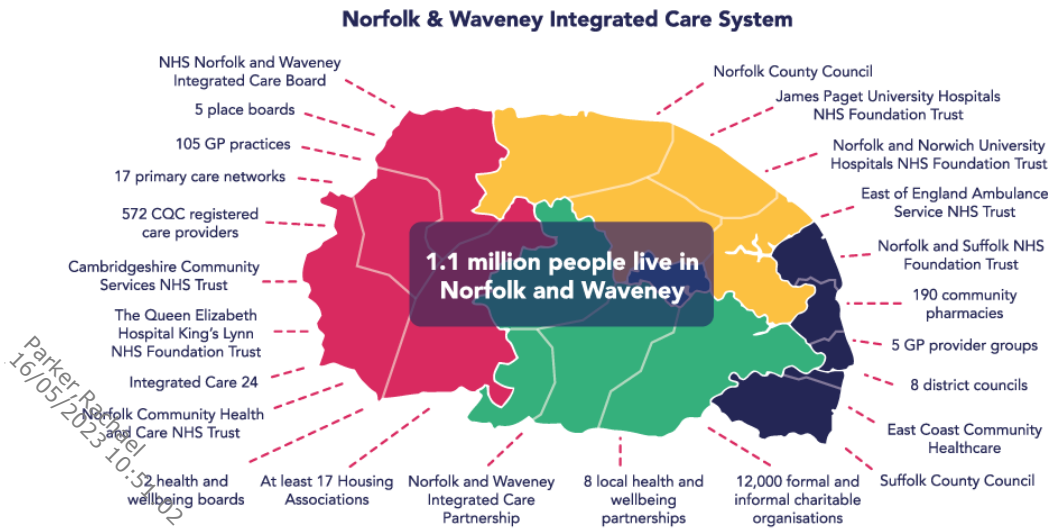 Norfolk & Waveney Integrated Care System
NHS Norfolk and Waveney
Integrated Care Board
5 place boards
105 GP practices
17 primary care networks
572 CQC registered
care providers
Cambridgeshire Community
Services NHS Trust
The Queen Elizabeth
Hospital King's Lynn
NHS Foundation Trust
Integrated Care 24
Norfolk Community Health
and Care NHS Trust
2 health and
wellbeing boards
At least 17 Housing
Associations
Norfolk and Waveney
Integrated Care
Partnership
8 local health and
wellbeing
partnerships
12,000 formal and
informal charitable
organisations
Norfolk County Council
James Paget University Hospitals
NHS Foundation Trust
Norfolk and Norwich University
Hospitals NHS Foundation Trust
East of England Ambulance
Service NHS Trust
Norfolk and Suffolk NHS
Foundation Trust
190 community
pharmacies
5 GP provider groups
8 district councils
East Coast Community
Healthcare
Suffolk County Council
1.1 million people live in
Norfolk and Waveney
Parker Rachael
16/05/2023 10:51:02